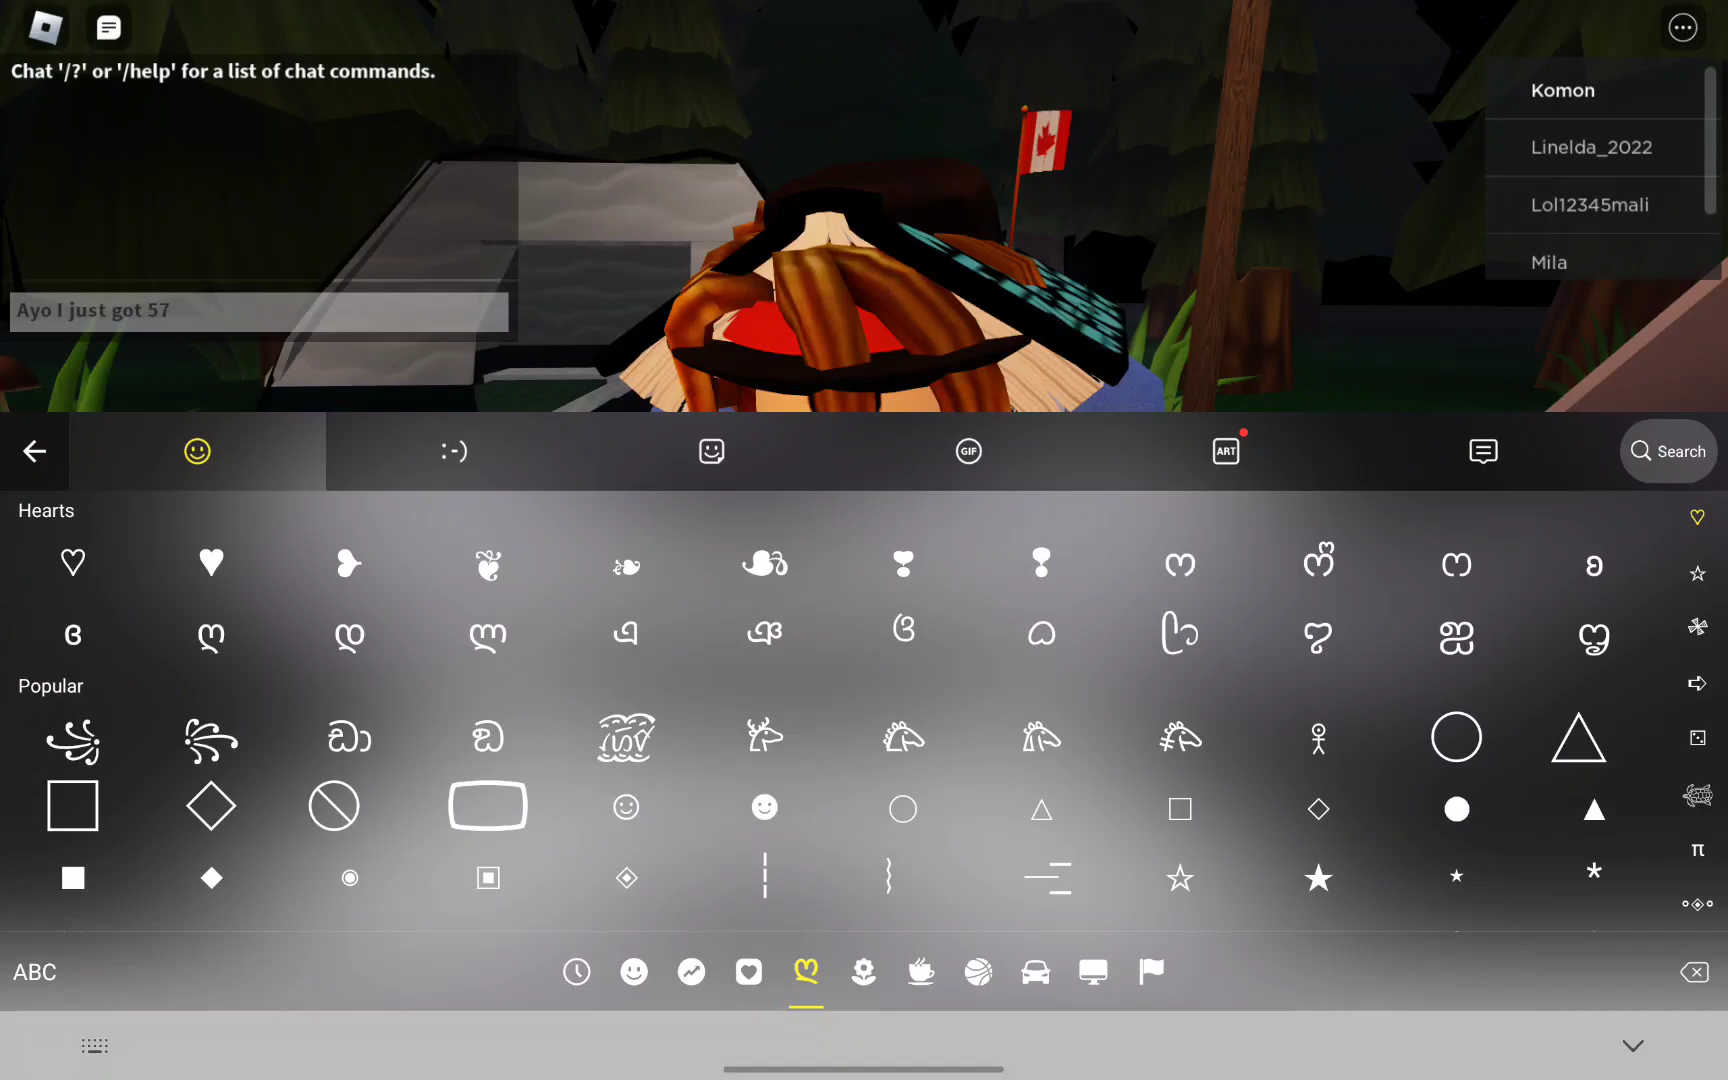 Chat '/?' or '/help' for a list of chat commands.
Komon
Linelda_2022
Lol12345mali
Mila
Ayo I just got 57
:-)
GIF
ART
Search
Hearts
Popular
π
ABC